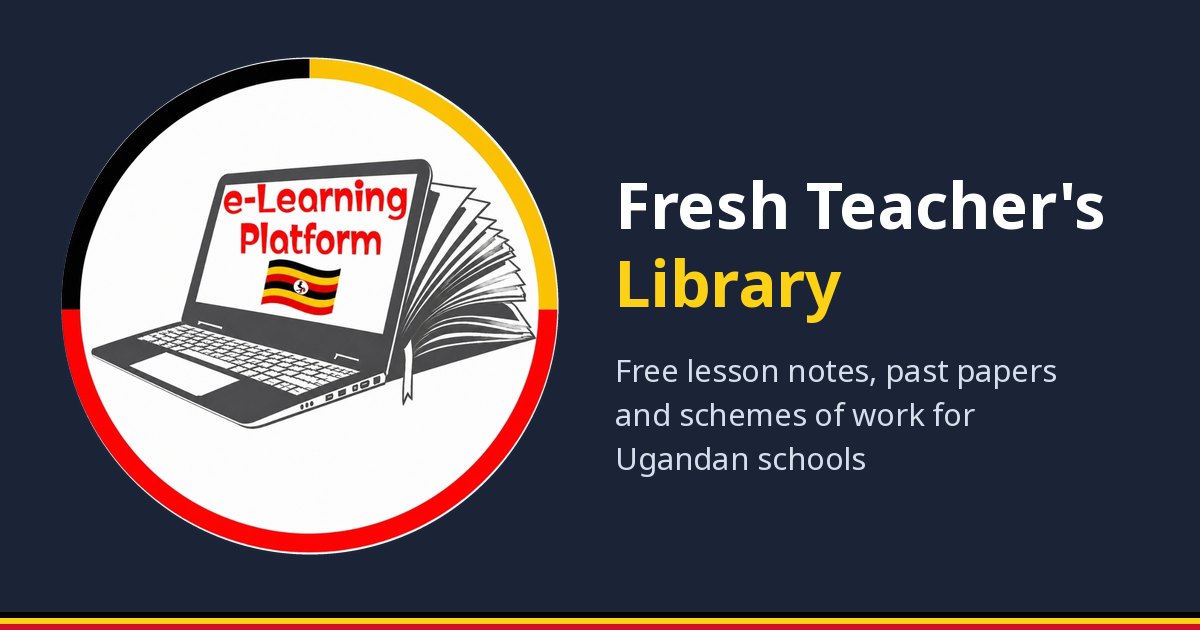 e-Learning
Platform
Fresh Teacher's
Library
Free lesson notes, past papers
and schemes of work for
Ugandan schools